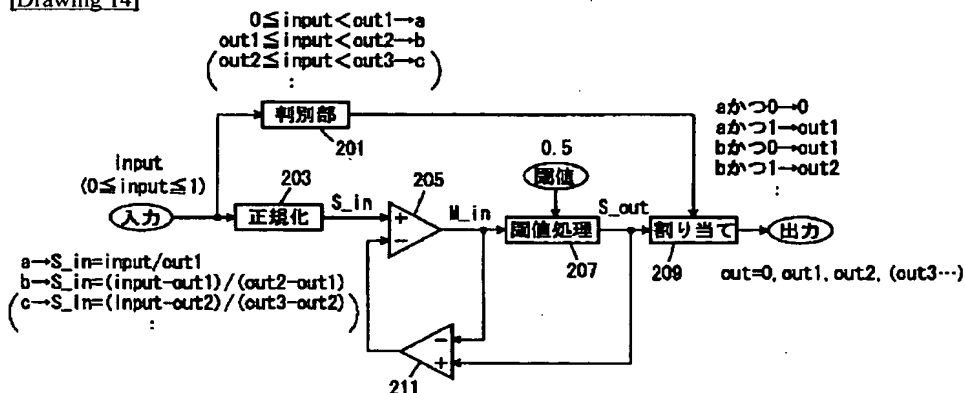 [Drawing 14]
0≦input<out1→a
out1≦input<out2→b
(out2≦input<out3→c)
:
判別部
201
aかつ0→0
aかつ1→out1
bかつ0→out1
bかつ1→out2
:
input
(0≦input≦1)
入力
203
正規化
S_in
205
+
−
M_in
0.5
閾値
閾値処理
207
S_out
割り当て
209
出力
out=0, out1, out2, (out3…)
a→S_in=input/out1
b→S_in=(input-out1)/(out2-out1)
(c→S_in=(input-out2)/(out3-out2))
:
−
+
211